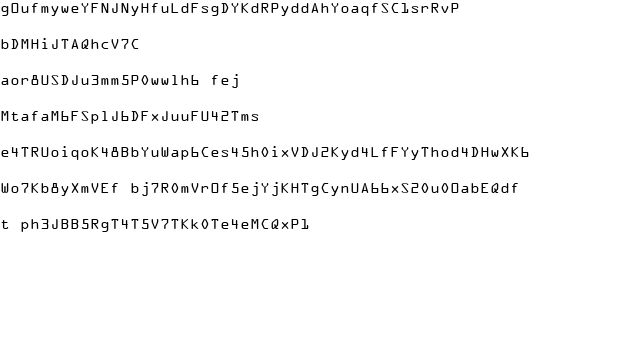 gOufmyweYFNJNyHfuLdFsgDYKdRPyddAhYoaqfSC1srRvP
bDMHiJTAQhcV7C
aor8USDJu3mm5P0wwlh6 fej
MtafaM6FSplJ6DFxJuuFU42Tms
e4TRUoiqoK48BbYuWap6Ces45h0ixVDJ2Kyd4LfFYyThod4DHwXK6
Wo7Kb8yXmVEf bj7R0mVrOf5ejYjKHTgCynUA66xS20u0OabEQdf
t ph3JBB5RgT4T5V7TKk0Te4eMCQxP1